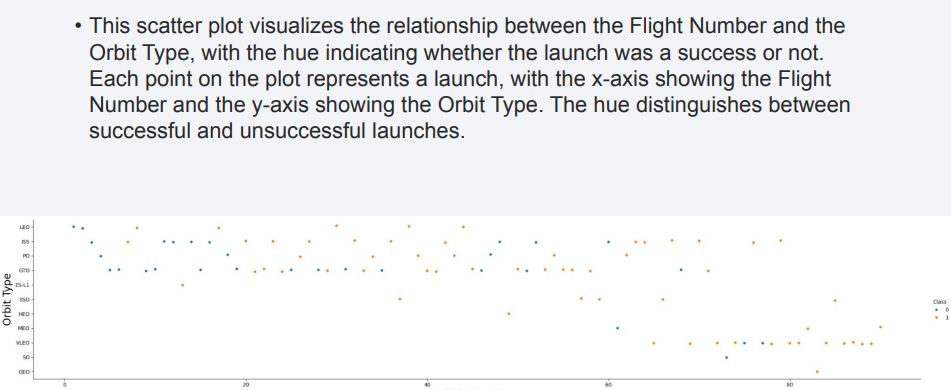 • This scatter plot visualizes the relationship between the Flight Number and the
Orbit Type, with the hue indicating whether the launch was a success or not.
Each point on the plot represents a launch, with the x-axis showing the Flight
Number and the y-axis showing the Orbit Type. The hue distinguishes between
successful and unsuccessful launches.
Orbit Type
LEO
ISS
PO
GTO
ES-L1
SSO
HEO
MEO
VLEO
SO
GEO
Class
0
1
0 20 40 60 80